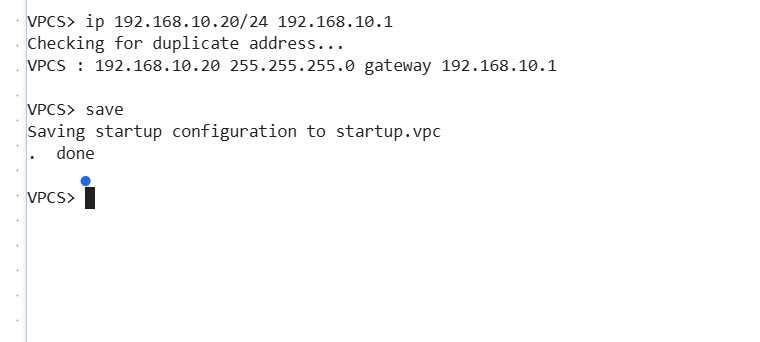 VPCS> ip 192.168.10.20/24 192.168.10.1
Checking for duplicate address...
VPCS : 192.168.10.20 255.255.255.0 gateway 192.168.10.1
VPCS> save
Saving startup configuration to startup.vpc
.  done
VPCS>